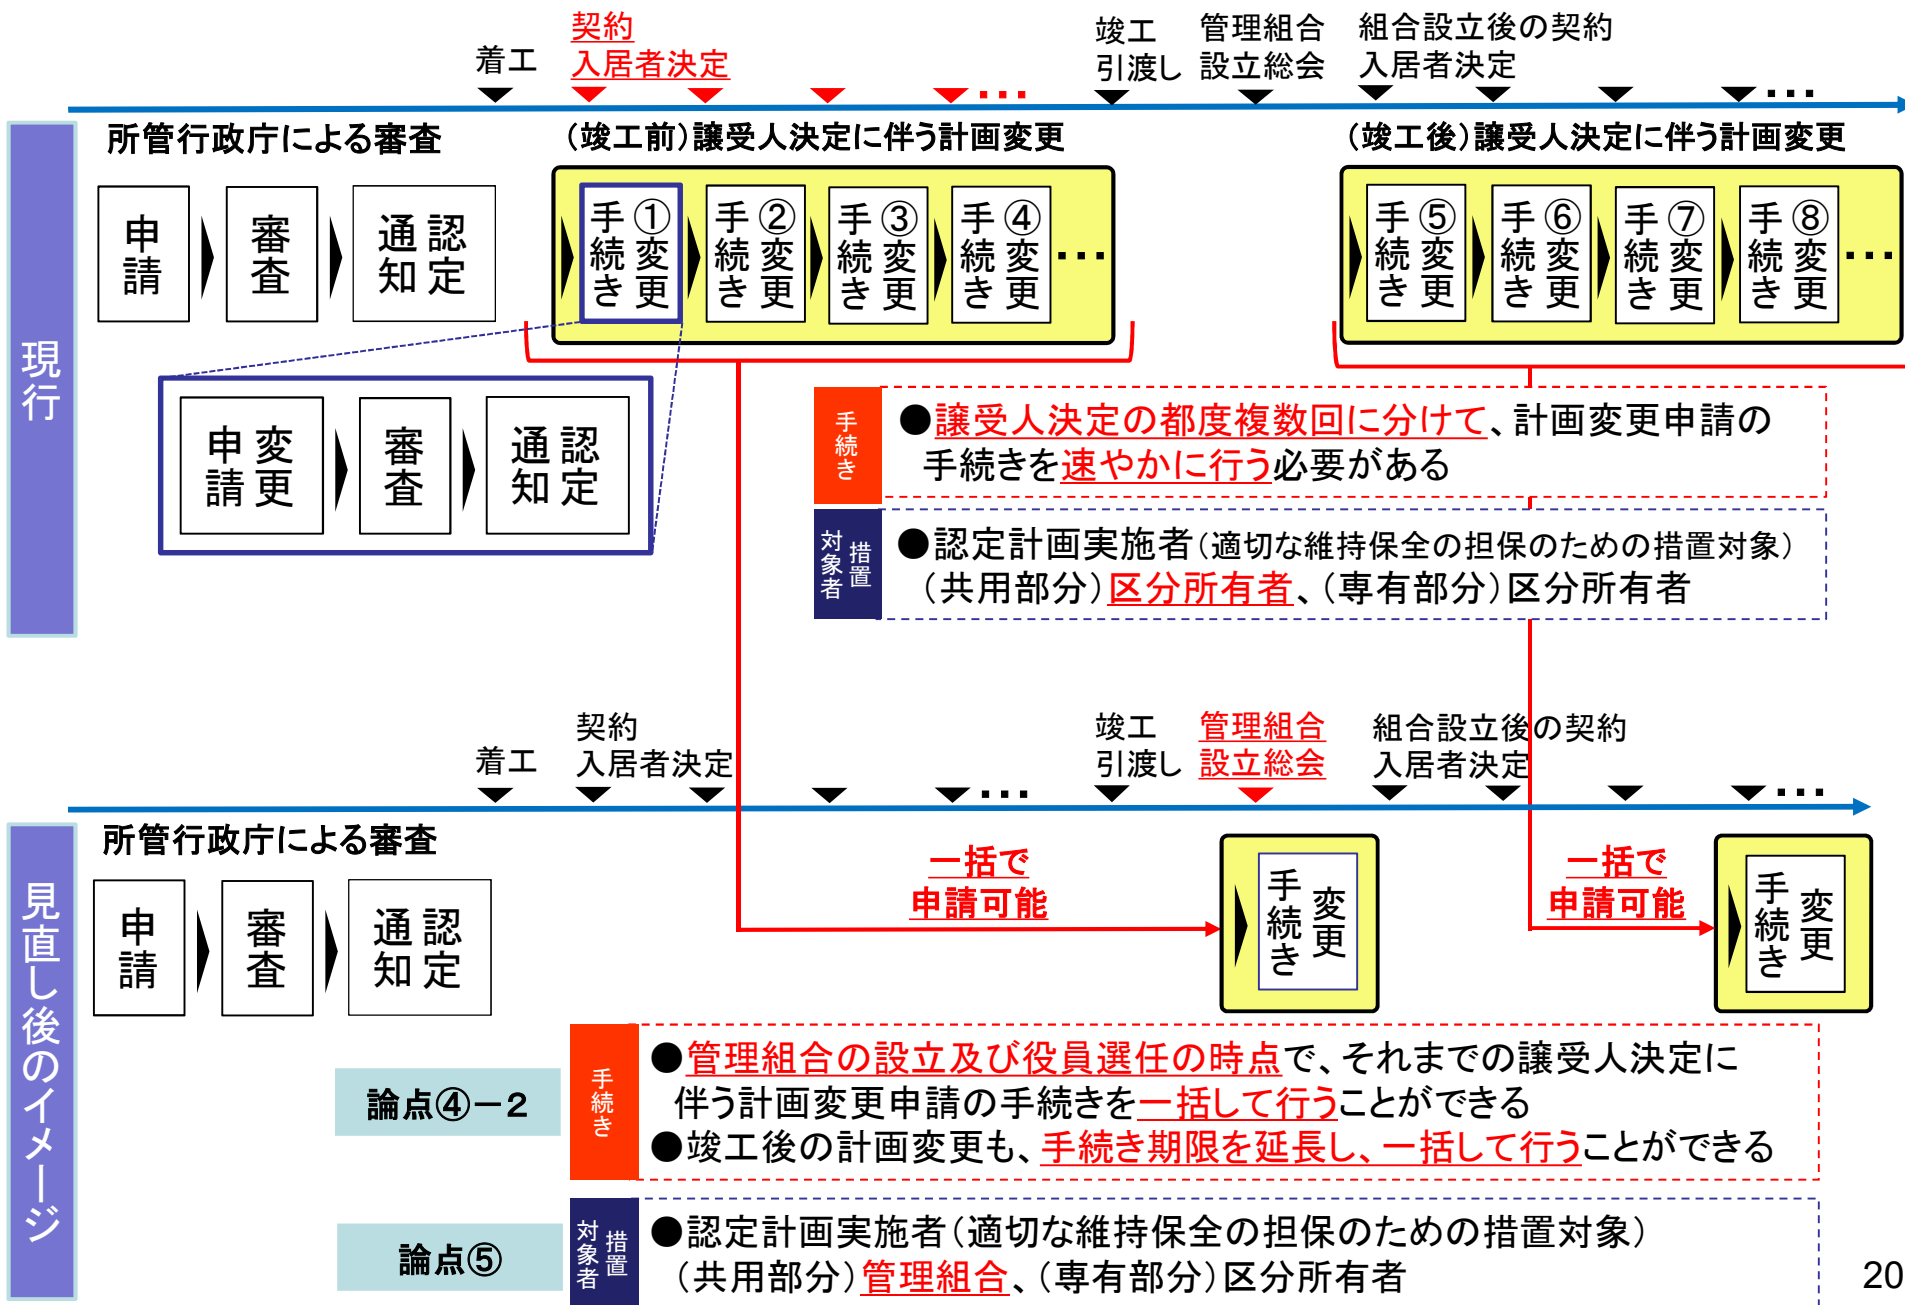 着工
契約
入居者決定
・・・
竣工
引渡し
管理組合
設立総会
組合設立後の契約
入居者決定
・・・
現行
所管行政庁による審査
(竣工前)譲受人決定に伴う計画変更
(竣工後)譲受人決定に伴う計画変更
申請
審査
認定通知
①変更手続き
②変更手続き
③変更手続き
④変更手続き
・・・
⑤変更手続き
⑥変更手続き
⑦変更手続き
⑧変更手続き
・・・
変更申請
審査
認定通知
手続き
●譲受人決定の都度複数回に分けて、計画変更申請の
手続きを速やかに行う必要がある
措置対象者
●認定計画実施者(適切な維持保全の担保のための措置対象)
(共用部分)区分所有者、(専有部分)区分所有者
着工
契約
入居者決定
・・・
竣工
引渡し
管理組合
設立総会
組合設立後の契約
入居者決定
・・・
見直し後のイメージ
所管行政庁による審査
申請
審査
認定通知
一括で
申請可能
変更手続き
一括で
申請可能
変更手続き
論点④-2
手続き
●管理組合の設立及び役員選任の時点で、それまでの譲受人決定に
伴う計画変更申請の手続きを一括して行うことができる
●竣工後の計画変更も、手続き期限を延長し、一括して行うことができる
論点⑤
措置対象者
●認定計画実施者(適切な維持保全の担保のための措置対象)
(共用部分)管理組合、(専有部分)区分所有者
20